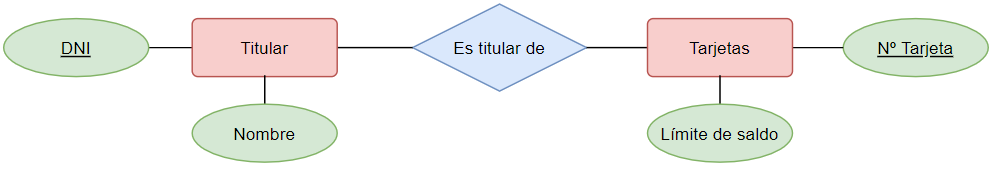 DNI
Titular
Es titular de
Tarjetas
Nº Tarjeta
Nombre
Límite de saldo